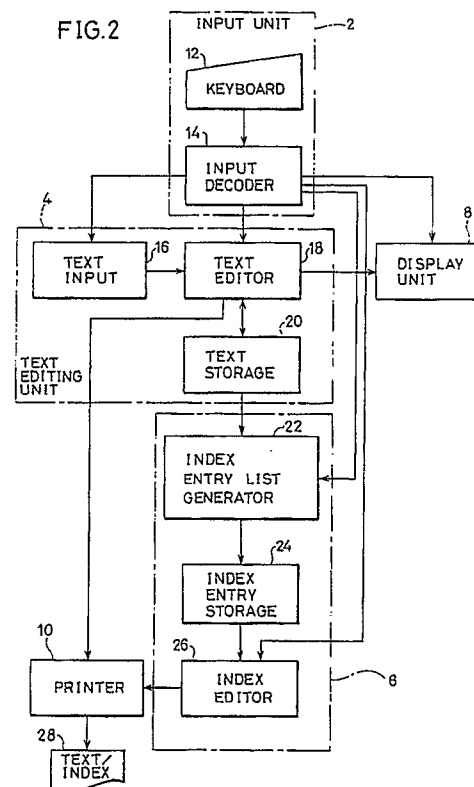 FIG.2
INPUT UNIT
2
12
KEYBOARD
14
INPUT
DECODER
4
8
16
TEXT
INPUT
18
TEXT
EDITOR
DISPLAY
UNIT
20
TEXT
STORAGE
TEXT
EDITING
UNIT
22
INDEX
ENTRY LIST
GENERATOR
24
INDEX
ENTRY
STORAGE
26
INDEX
EDITOR
6
10
PRINTER
28
TEXT/
INDEX